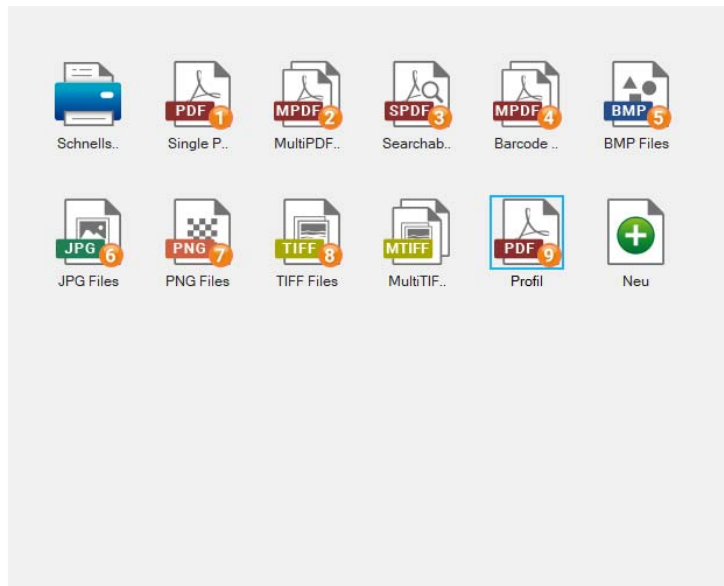 PDF 1
MPDF 2
SPDF 3
MPDF 4
BMP 5
Schnells..
Single P..
MultiPDF..
Searchab..
Barcode ..
BMP Files
JPG 6
PNG 7
TIFF 8
MTIFF
PDF 9
JPG Files
PNG Files
TIFF Files
MultiTIF..
Profil
Neu